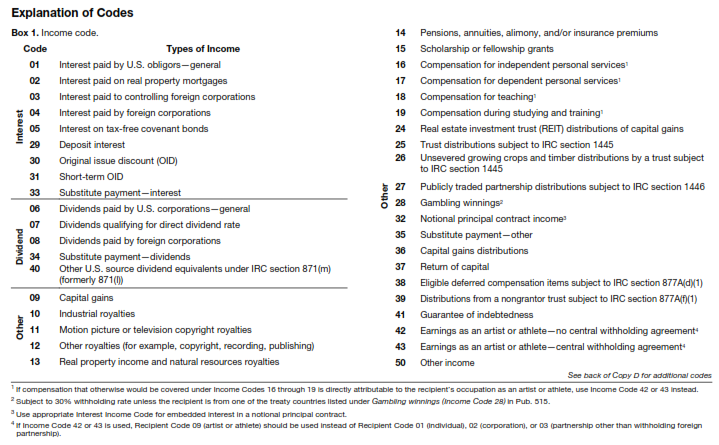 Explanation of Codes
Box 1. Income code.
Code Types of Income
Interest
01 Interest paid by U.S. obligors—general
02 Interest paid on real property mortgages
03 Interest paid to controlling foreign corporations
04 Interest paid by foreign corporations
05 Interest on tax-free covenant bonds
29 Deposit interest
30 Original issue discount (OID)
31 Short-term OID
33 Substitute payment—interest
Dividend
06 Dividends paid by U.S. corporations—general
07 Dividends qualifying for direct dividend rate
08 Dividends paid by foreign corporations
34 Substitute payment—dividends
40 Other U.S. source dividend equivalents under IRC section 871(m)
(formerly 871(l))
Other
09 Capital gains
10 Industrial royalties
11 Motion picture or television copyright royalties
12 Other royalties (for example, copyright, recording, publishing)
13 Real property income and natural resources royalties
Other
14 Pensions, annuities, alimony, and/or insurance premiums
15 Scholarship or fellowship grants
16 Compensation for independent personal services¹
17 Compensation for dependent personal services¹
18 Compensation for teaching¹
19 Compensation during studying and training¹
24 Real estate investment trust (REIT) distributions of capital gains
25 Trust distributions subject to IRC section 1445
26 Unsevered growing crops and timber distributions by a trust subject
to IRC section 1445
27 Publicly traded partnership distributions subject to IRC section 1446
28 Gambling winnings²
32 Notional principal contract income³
35 Substitute payment—other
36 Capital gains distributions
37 Return of capital
38 Eligible deferred compensation items subject to IRC section 877A(d)(1)
39 Distributions from a nongrantor trust subject to IRC section 877A(f)(1)
41 Guarantee of indebtedness
42 Earnings as an artist or athlete—no central withholding agreement⁴
43 Earnings as an artist or athlete—central withholding agreement⁴
50 Other income
See back of Copy D for additional codes
¹ If compensation that otherwise would be covered under Income Codes 16 through 19 is directly attributable to the recipient's occupation as an artist or athlete, use Income Code 42 or 43 instead.
² Subject to 30% withholding rate unless the recipient is from one of the treaty countries listed under Gambling winnings (Income Code 28) in Pub. 515.
³ Use appropriate Interest Income Code for embedded interest in a notional principal contract.
⁴ If Income Code 42 or 43 is used, Recipient Code 09 (artist or athlete) should be used instead of Recipient Code 01 (individual), 02 (corporation), or 03 (partnership other than withholding foreign
partnership).